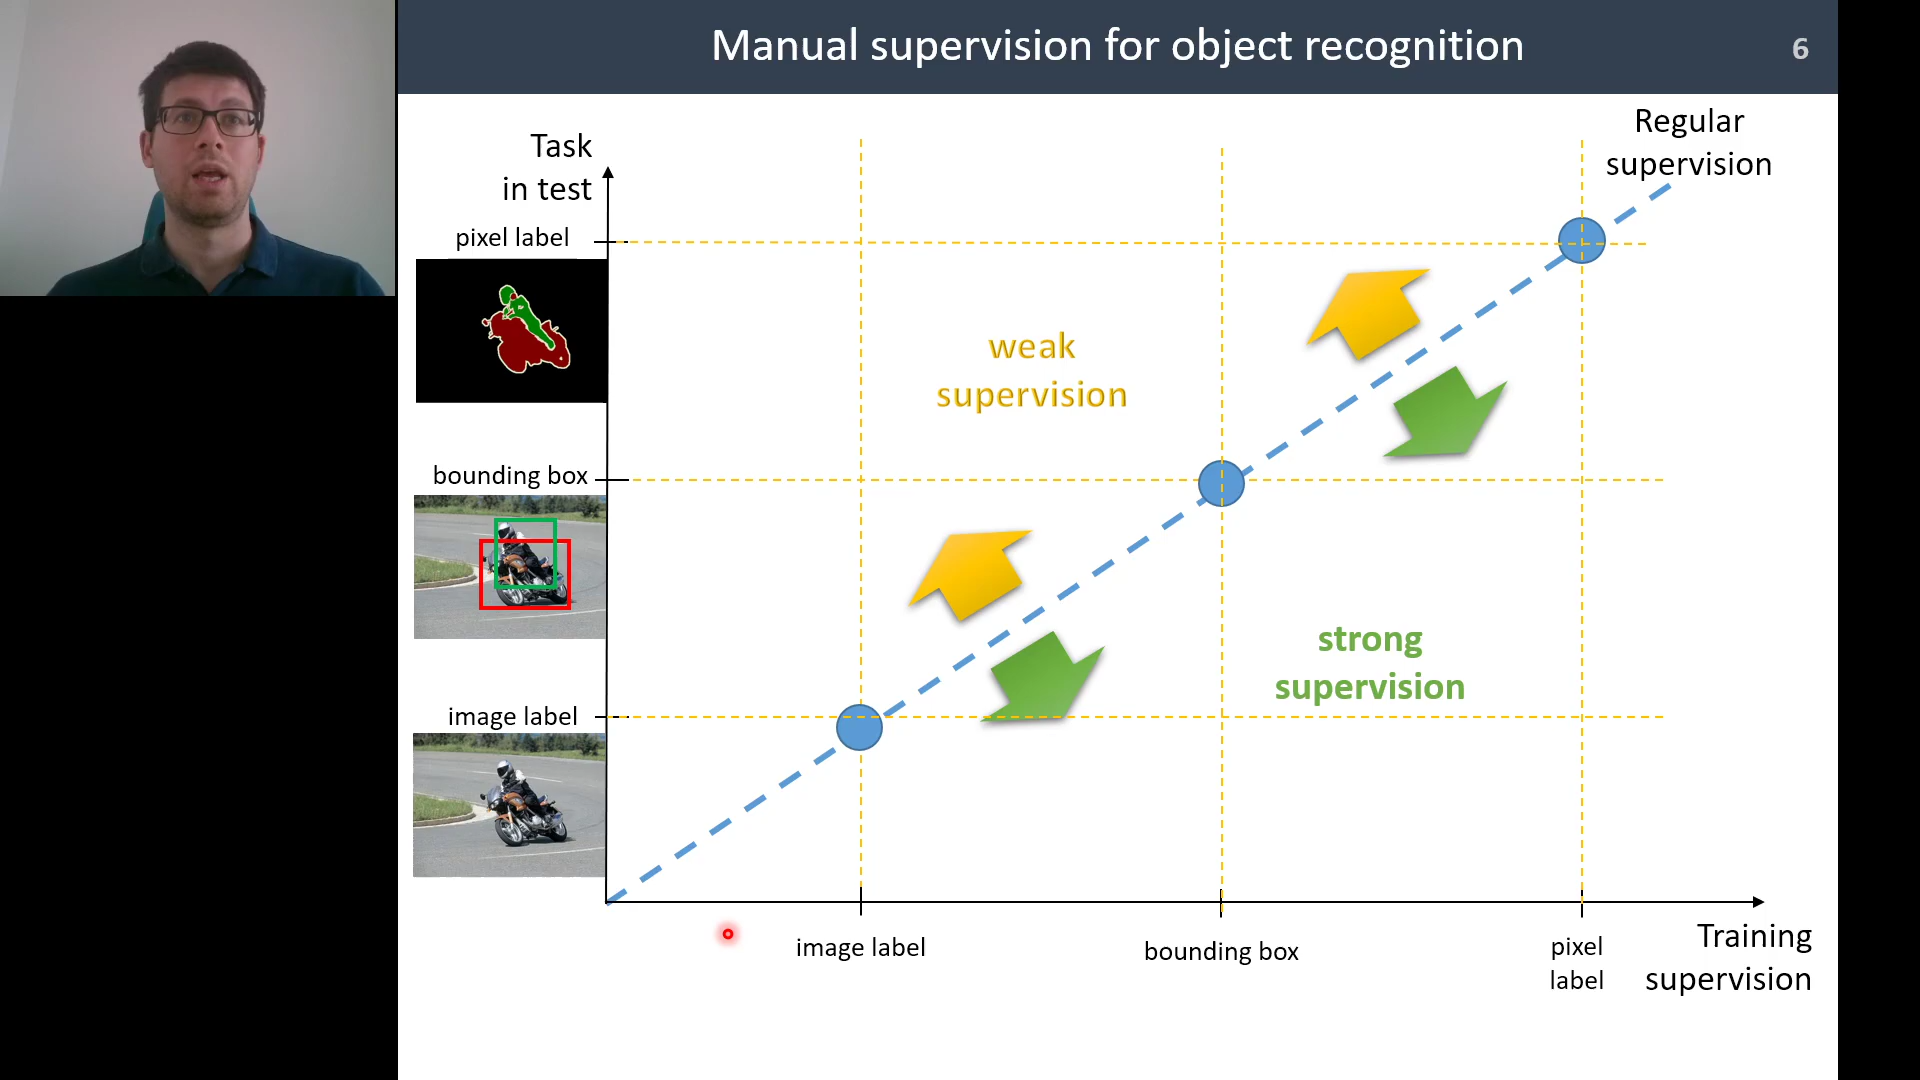 Manual supervision for object recognition
6
Regular
supervision
Task
in test
pixel label
weak
supervision
bounding box
strong
supervision
image label
image label
bounding box
pixel
label
Training
supervision